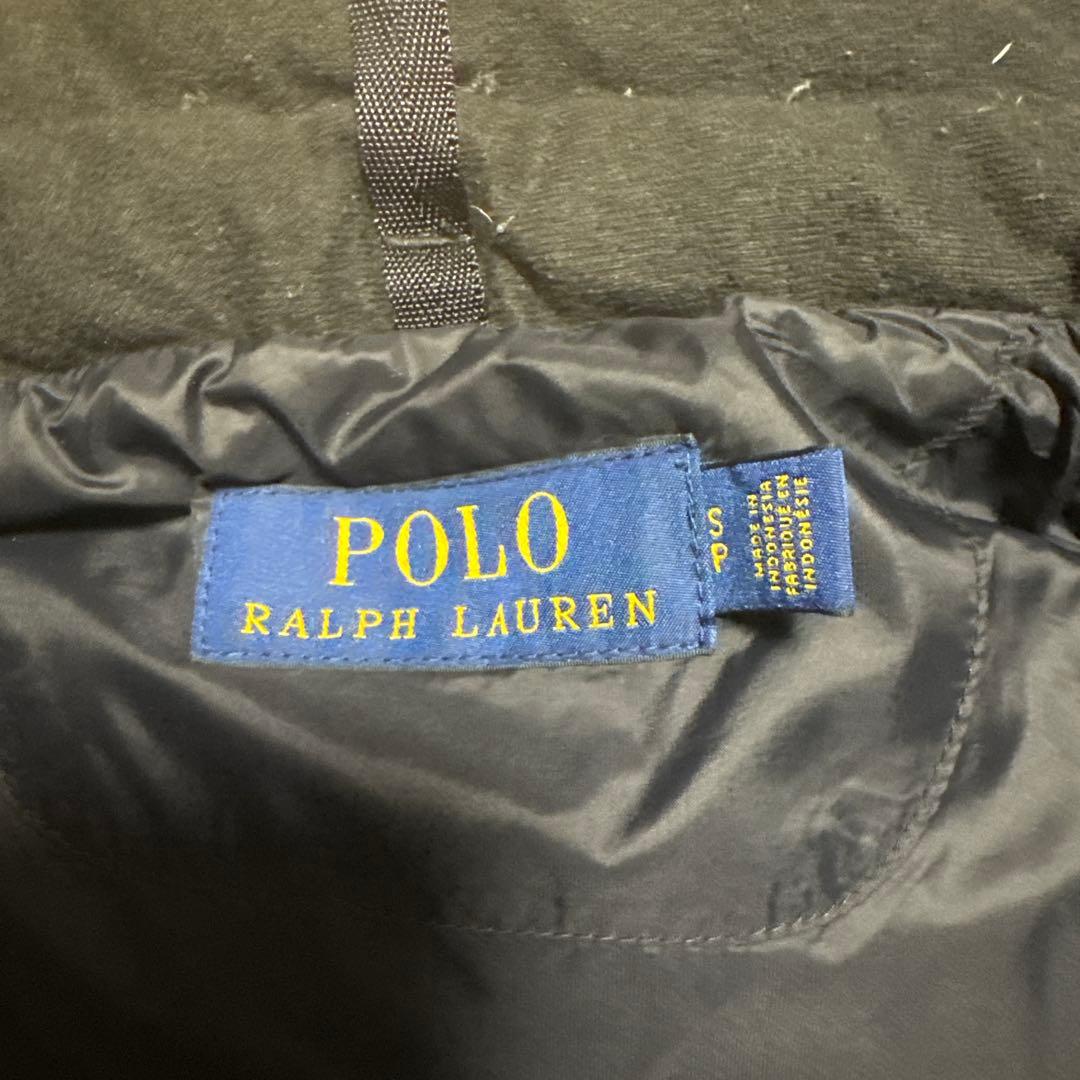 POLO
RALPH LAUREN
S
P
MADE IN
INDONESIA
FABRIQUÉ EN
INDONÉSIE